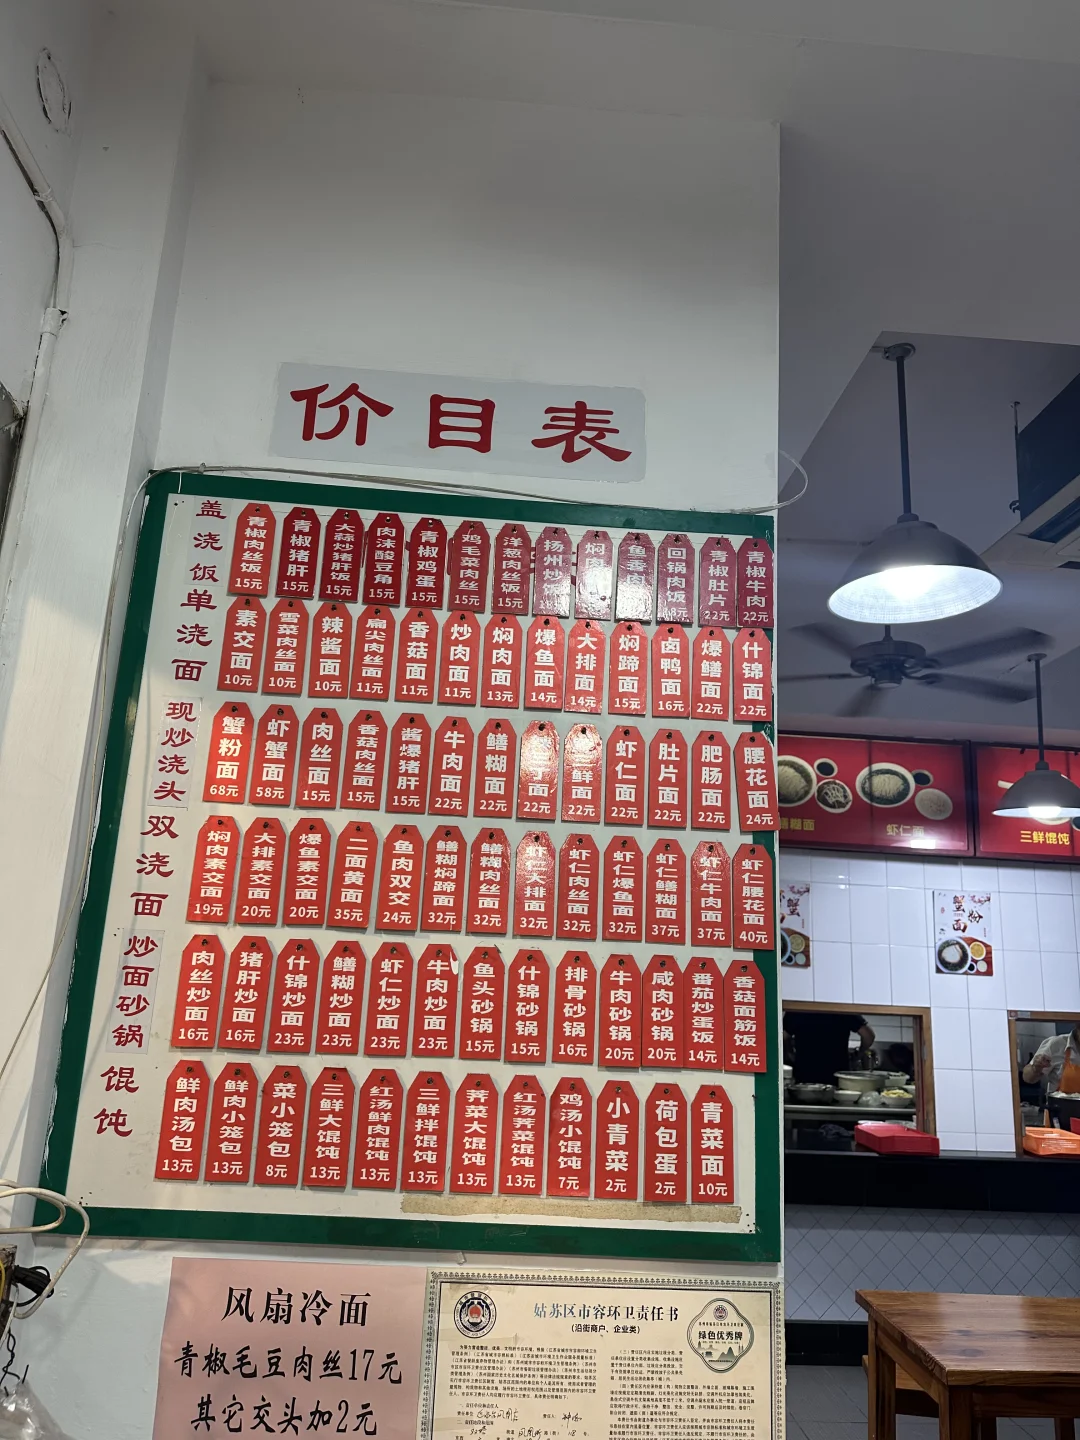 价目表
盖浇饭
青椒肉丝饭 15元
青椒猪肝 15元
大蒜炒猪肝饭 15元
肉沫酸豆角 15元
青椒鸡蛋 15元
鸡毛菜肉丝 15元
洋葱肉丝饭 15元
扬州炒饭
焖肉
鱼香肉
回锅肉饭
青椒肚片 22元
青椒牛肉 22元
单浇面
素交面 10元
雪菜肉丝面 10元
辣酱面 10元
扁尖肉丝面 11元
香菇面 11元
炒肉面 11元
焖肉面 13元
爆鱼面 14元
大排面 14元
焖蹄面 15元
卤鸭面 16元
爆鳝面 22元
什锦面 22元
现炒浇头
蟹粉面 68元
虾蟹面 58元
肉丝面 15元
香菇肉丝面 15元
酱爆猪肝 15元
牛肉面 22元
鳝糊面 22元
面 22元
鲜面 22元
虾仁面 22元
肚片面 22元
肥肠面 22元
腰花面 24元
双浇面
焖肉素交面 19元
大排素交面 20元
爆鱼素交面 20元
二面黄面 35元
鱼肉双交 24元
鳝糊焖蹄面 32元
鳝糊肉丝面 32元
虾仁大排面 32元
虾仁肉丝面 32元
虾仁爆鱼面 32元
虾仁鳝糊面 37元
虾仁牛肉面 37元
虾仁腰花面 40元
炒面砂锅
肉丝炒面 16元
猪肝炒面 16元
什锦炒面 23元
鳝糊炒面 23元
虾仁炒面 23元
牛肉炒面 23元
鱼头砂锅 15元
什锦砂锅 15元
排骨砂锅 16元
牛肉砂锅 20元
咸肉砂锅 20元
番茄炒蛋饭 14元
香菇面筋饭 14元
馄饨
鲜肉汤包 13元
鲜肉小笼包 13元
菜小笼包 8元
三鲜大馄饨 13元
红汤鲜肉馄饨 13元
三鲜拌馄饨 13元
荠菜大馄饨 13元
红汤荠菜馄饨 13元
鸡汤小馄饨 7元
小青菜 2元
荷包蛋 2元
青菜面 10元
风扇冷面
青椒毛豆肉丝17元
其它交头加2元
姑苏区市容环卫责任书
(沿街商户、企业类)
绿色优秀牌
糊面
虾仁面
三鲜馄饨
蟹
蟹粉面